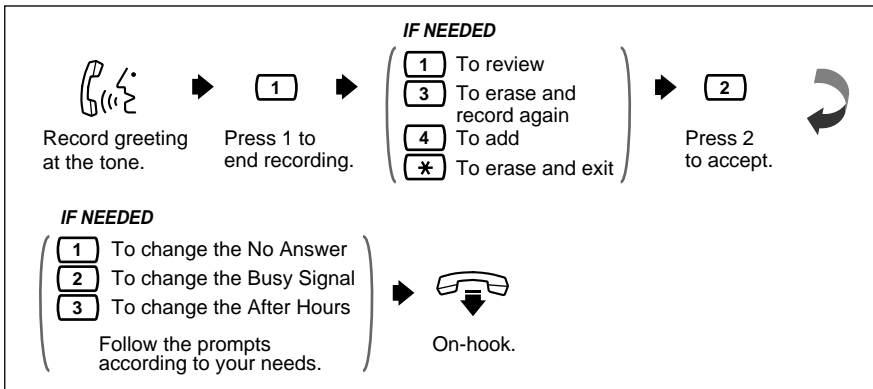 IF NEEDED
Record greeting
at the tone.
1
Press 1 to
end recording.
1 To review
3 To erase and
record again
4 To add
* To erase and exit
2
Press 2
to accept.
IF NEEDED
1 To change the No Answer
2 To change the Busy Signal
3 To change the After Hours
Follow the prompts
according to your needs.
On-hook.